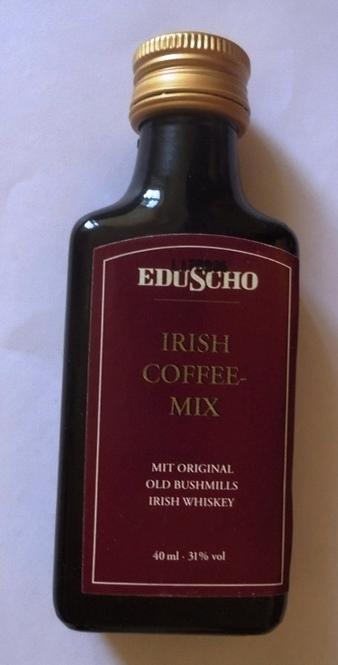 EDUSCHO
IRISH
COFFEE-
MIX
MIT ORIGINAL
OLD BUSHMILLS
IRISH WHISKEY
40 ml · 31% vol